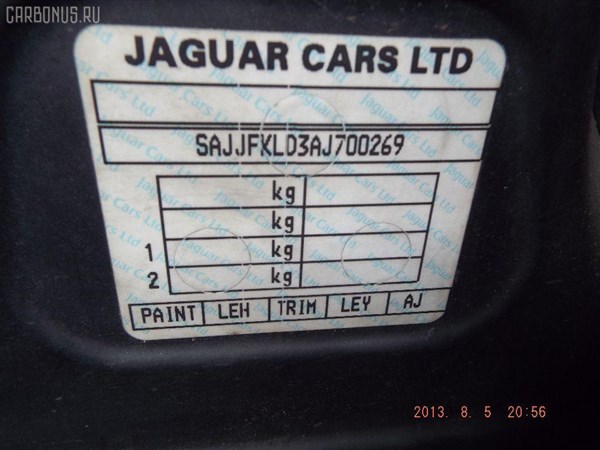 CARBONUS.RU
JAGUAR CARS LTD
SAJJFKLD3AJ700269
kg
kg
1 kg
2 kg
PAINT LEH TRIM LEY AJ
2013. 8. 5 20:56